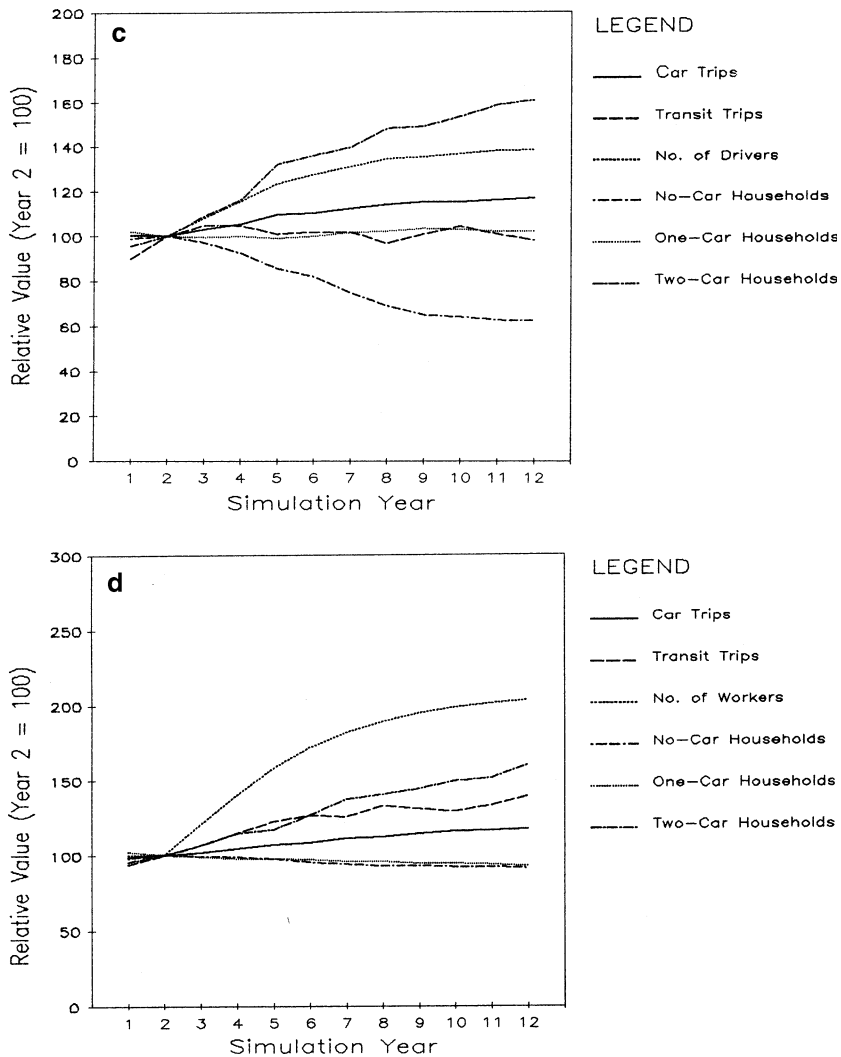 c
200
180
160
140
120
100
80
60
40
20
0
Relative Value (Year 2 = 100)
1 2 3 4 5 6 7 8 9 10 11 12
Simulation Year
LEGEND
Car Trips
Transit Trips
No. of Drivers
No-Car Households
One-Car Households
Two-Car Households
d
300
250
200
150
100
50
0
Relative Value (Year 2 = 100)
1 2 3 4 5 6 7 8 9 10 11 12
Simulation Year
LEGEND
Car Trips
Transit Trips
No. of Workers
No-Car Households
One-Car Households
Two-Car Households